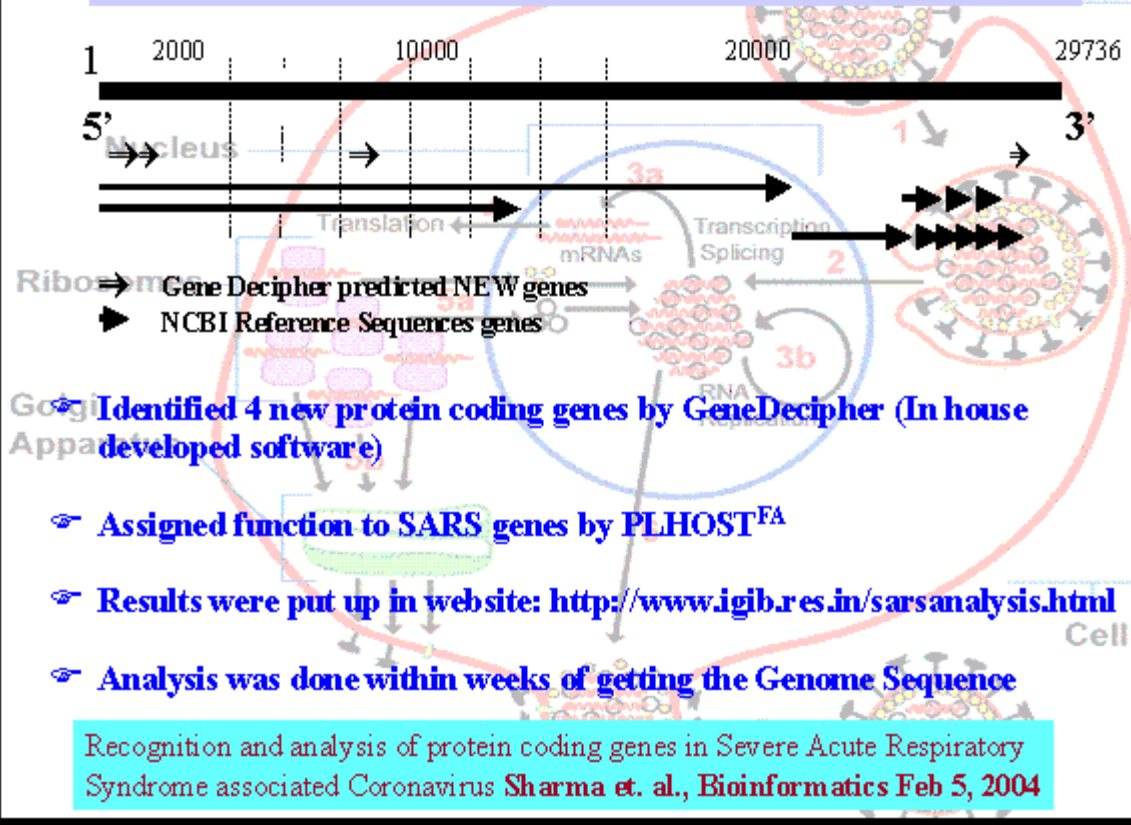 1 2000 10000 20000 29736
5’ 3’
Nucleus
1
3a
Translation
mRNAs
Transcription
Splicing
2
Ribosomes
➔ Gene Decipher predicted NEW genes
5a
NCBI Reference Sequences genes
3b
RNA
Replication
Golgi
Apparatus
☞ Identified 4 new protein coding genes by GeneDecipher (In house
developed software)
5b
☞ Assigned function to SARS genes by PLHOST^FA
☞ Results were put up in website: http://www.igib.res.in/sarsanalysis.html
Cell
☞ Analysis was done within weeks of getting the Genome Sequence
Recognition and analysis of protein coding genes in Severe Acute Respiratory
Syndrome associated Coronavirus Sharma et. al., Bioinformatics Feb 5, 2004